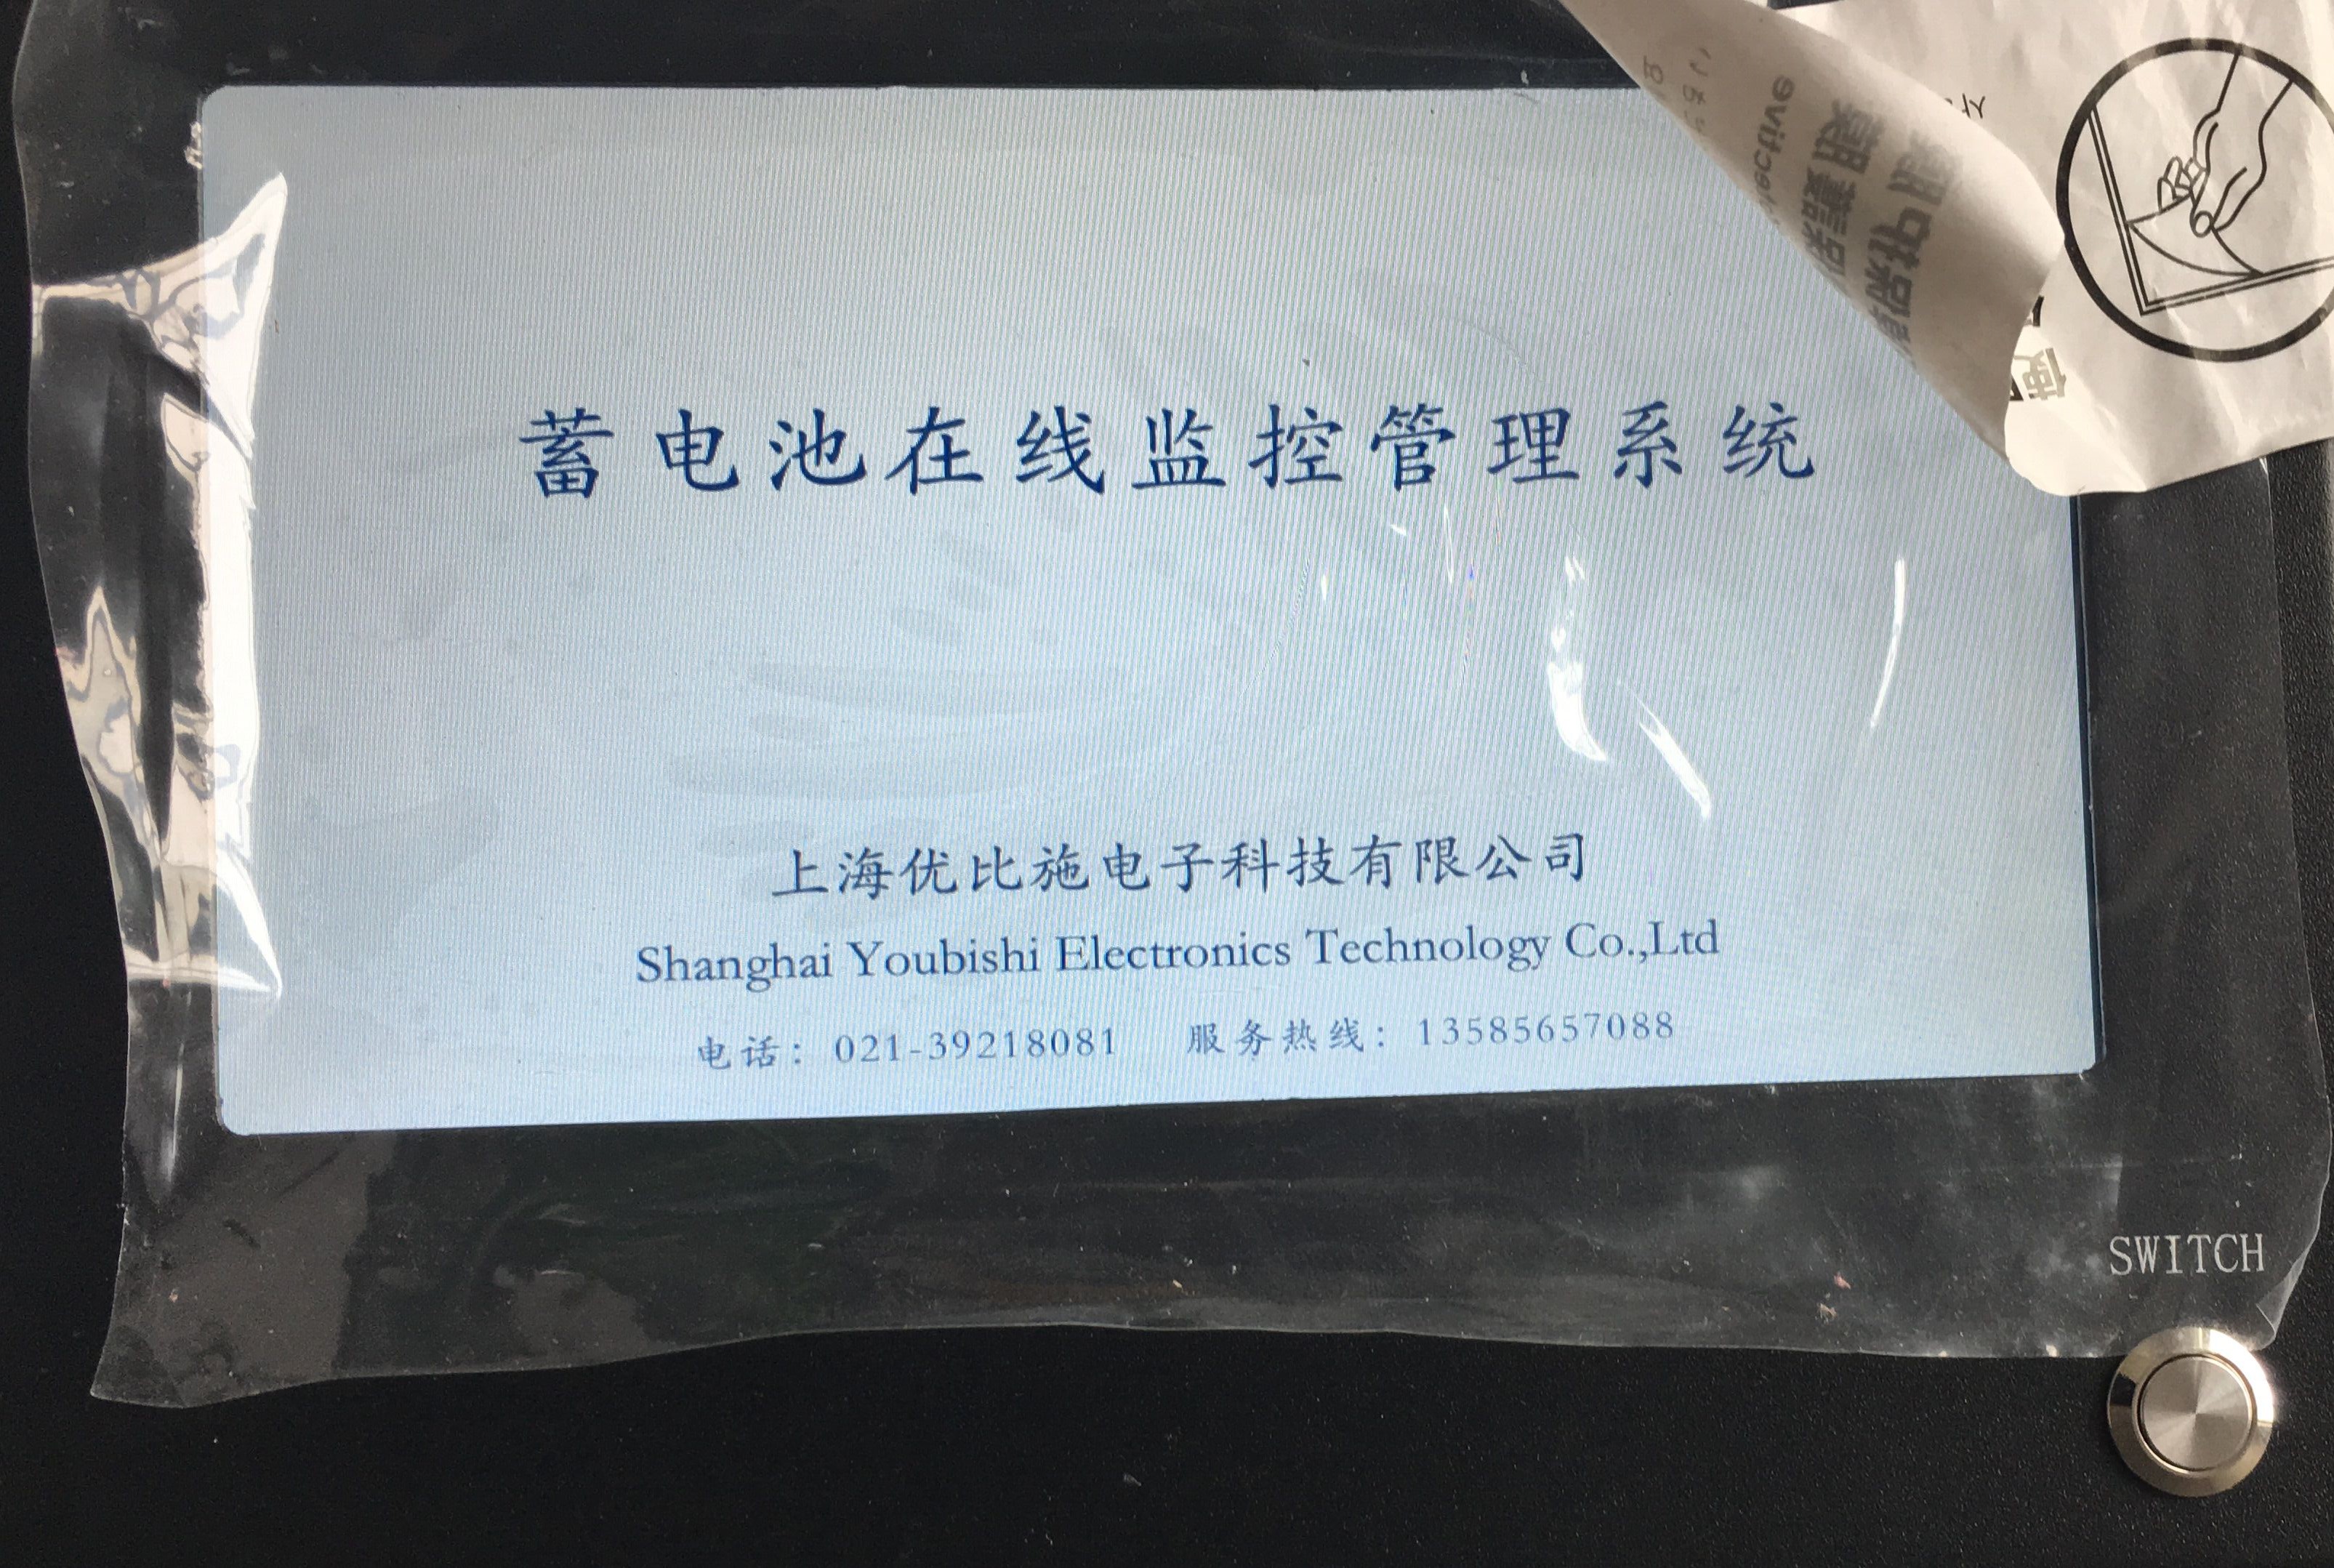 蓄电池在线监控管理系统
上海优比施电子科技有限公司
Shanghai Youbishi Electronics Technology Co.,Ltd
电话：021-39218081 服务热线：13585657088
SWITCH